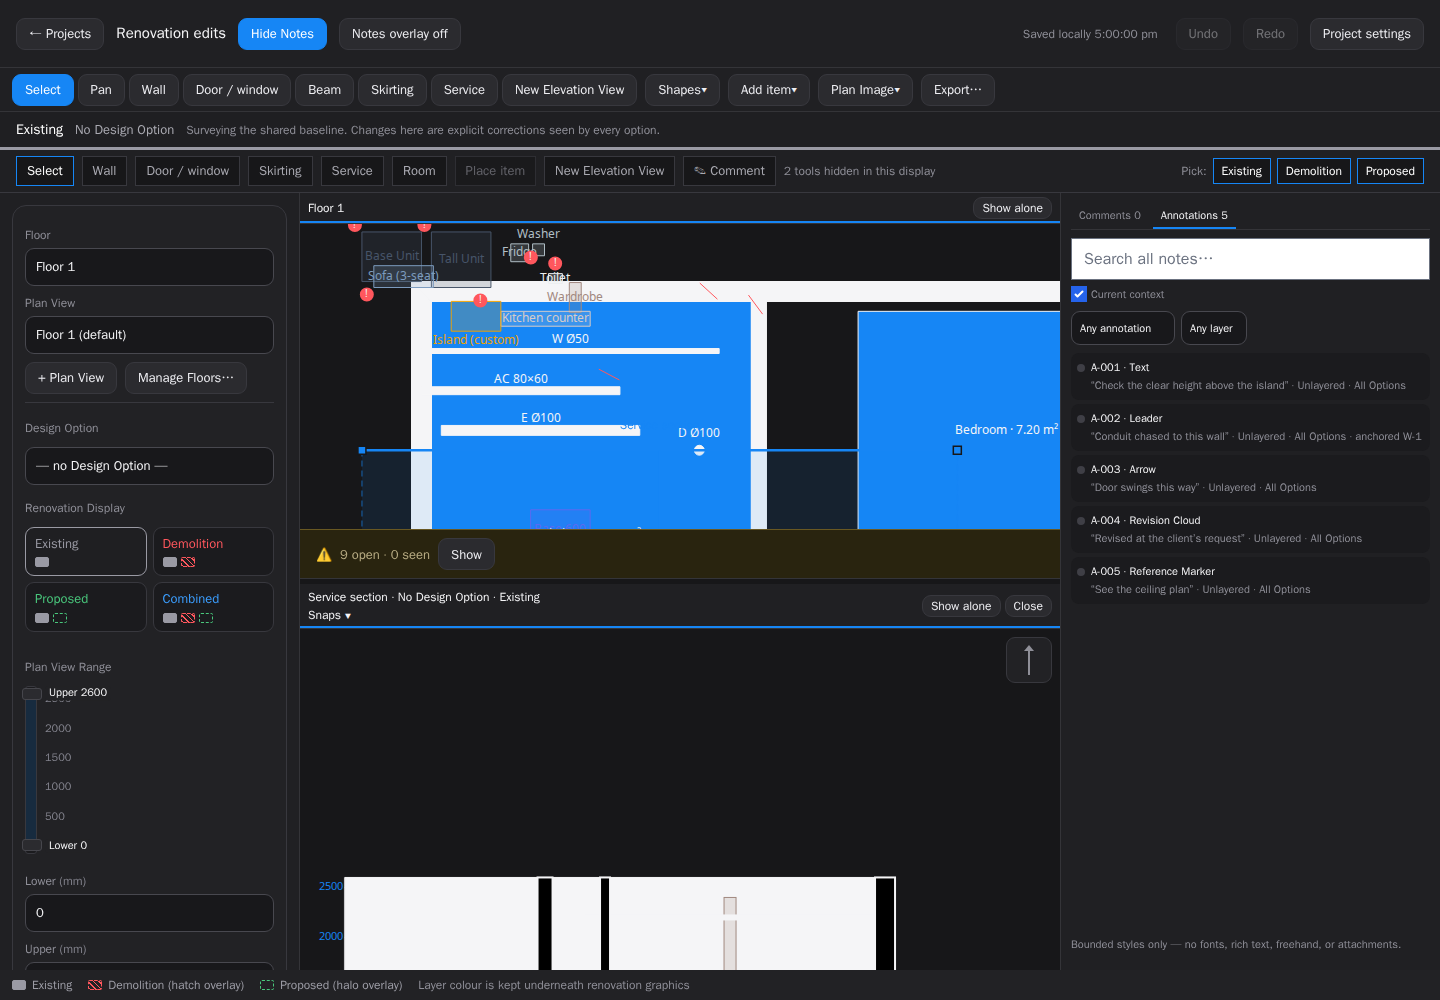 ← Projects
Renovation edits
Hide Notes
Notes overlay off
Saved locally 5:00:00 pm
Undo
Redo
Project settings
Select
Pan
Wall
Door / window
Beam
Skirting
Service
New Elevation View
Shapes▾
Add item▾
Plan Image▾
Export⋯
Existing
No Design Option
Surveying the shared baseline. Changes here are explicit corrections seen by every option.
Select
Wall
Door / window
Skirting
Service
Room
Place item
New Elevation View
✎ Comment
2 tools hidden in this display
Pick:
Existing
Demolition
Proposed
Floor
Floor 1
Plan View
Floor 1 (default)
+ Plan View
Manage Floors⋯
Design Option
— no Design Option —
Renovation Display
Existing
Demolition
Proposed
Combined
Plan View Range
Upper 2600
2000
1500
1000
500
Lower 0
Lower (mm)
0
Upper (mm)
Floor 1
Show alone
Washer
Fridge
Base Unit
Tall Unit
Sofa (3-seat)
Toilet
Wardrobe
Kitchen counter
Island (custom)
W Ø50
AC 80×60
E Ø100
D Ø100
Bedroom · 7.20 m²
⚠️ 9 open · 0 seen
Show
Service section · No Design Option · Existing
Snaps ▾
Show alone
Close
2500
2000
Comments 0
Annotations 5
Search all notes⋯
Current context
Any annotation
Any layer
A-001 · Text
"Check the clear height above the island" · Unlayered · All Options
A-002 · Leader
"Conduit chased to this wall" · Unlayered · All Options · anchored W-1
A-003 · Arrow
"Door swings this way" · Unlayered · All Options
A-004 · Revision Cloud
"Revised at the client's request" · Unlayered · All Options
A-005 · Reference Marker
"See the ceiling plan" · Unlayered · All Options
Bounded styles only — no fonts, rich text, freehand, or attachments.
Existing
Demolition (hatch overlay)
Proposed (halo overlay)
Layer colour is kept underneath renovation graphics